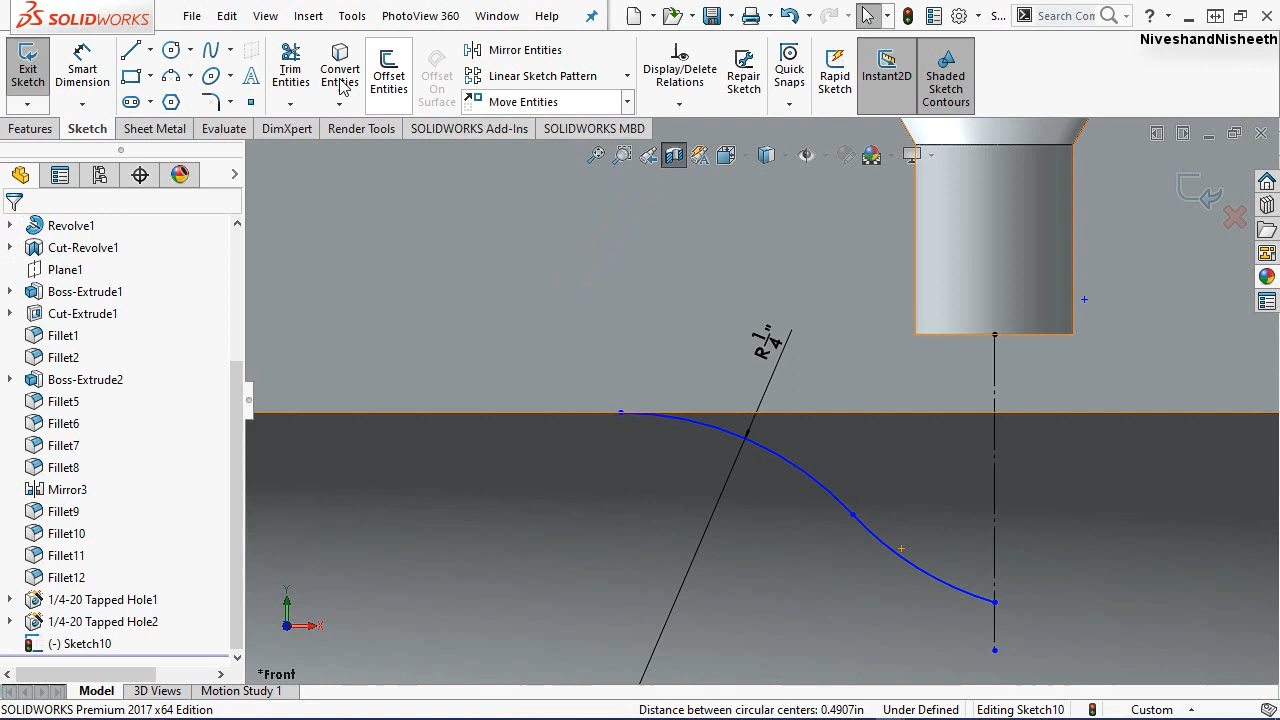 SOLIDWORKS File Edit View Insert Tools PhotoView 360 Window Help S... Search Com
NiveshandNisheeth
Exit Sketch Smart Dimension Trim Entities Convert Entities Offset Entities Offset On Surface Mirror Entities Linear Sketch Pattern Move Entities Display/Delete Relations Repair Sketch Quick Snaps Rapid Sketch Instant2D Shaded Sketch Contours
Features Sketch Sheet Metal Evaluate DimXpert Render Tools SOLIDWORKS Add-Ins SOLIDWORKS MBD
Revolve1
Cut-Revolve1
Plane1
Boss-Extrude1
Cut-Extrude1
Fillet1
Fillet2
Boss-Extrude2
Fillet5
Fillet6
Fillet7
Fillet8
Mirror3
Fillet9
Fillet10
Fillet11
Fillet12
1/4-20 Tapped Hole1
1/4-20 Tapped Hole2
(-) Sketch10
R1/4"
Y
X
*Front
Model 3D Views Motion Study 1
SOLIDWORKS Premium 2017 x64 Edition Distance between circular centers: 0.4907in Under Defined Editing Sketch10 Custom